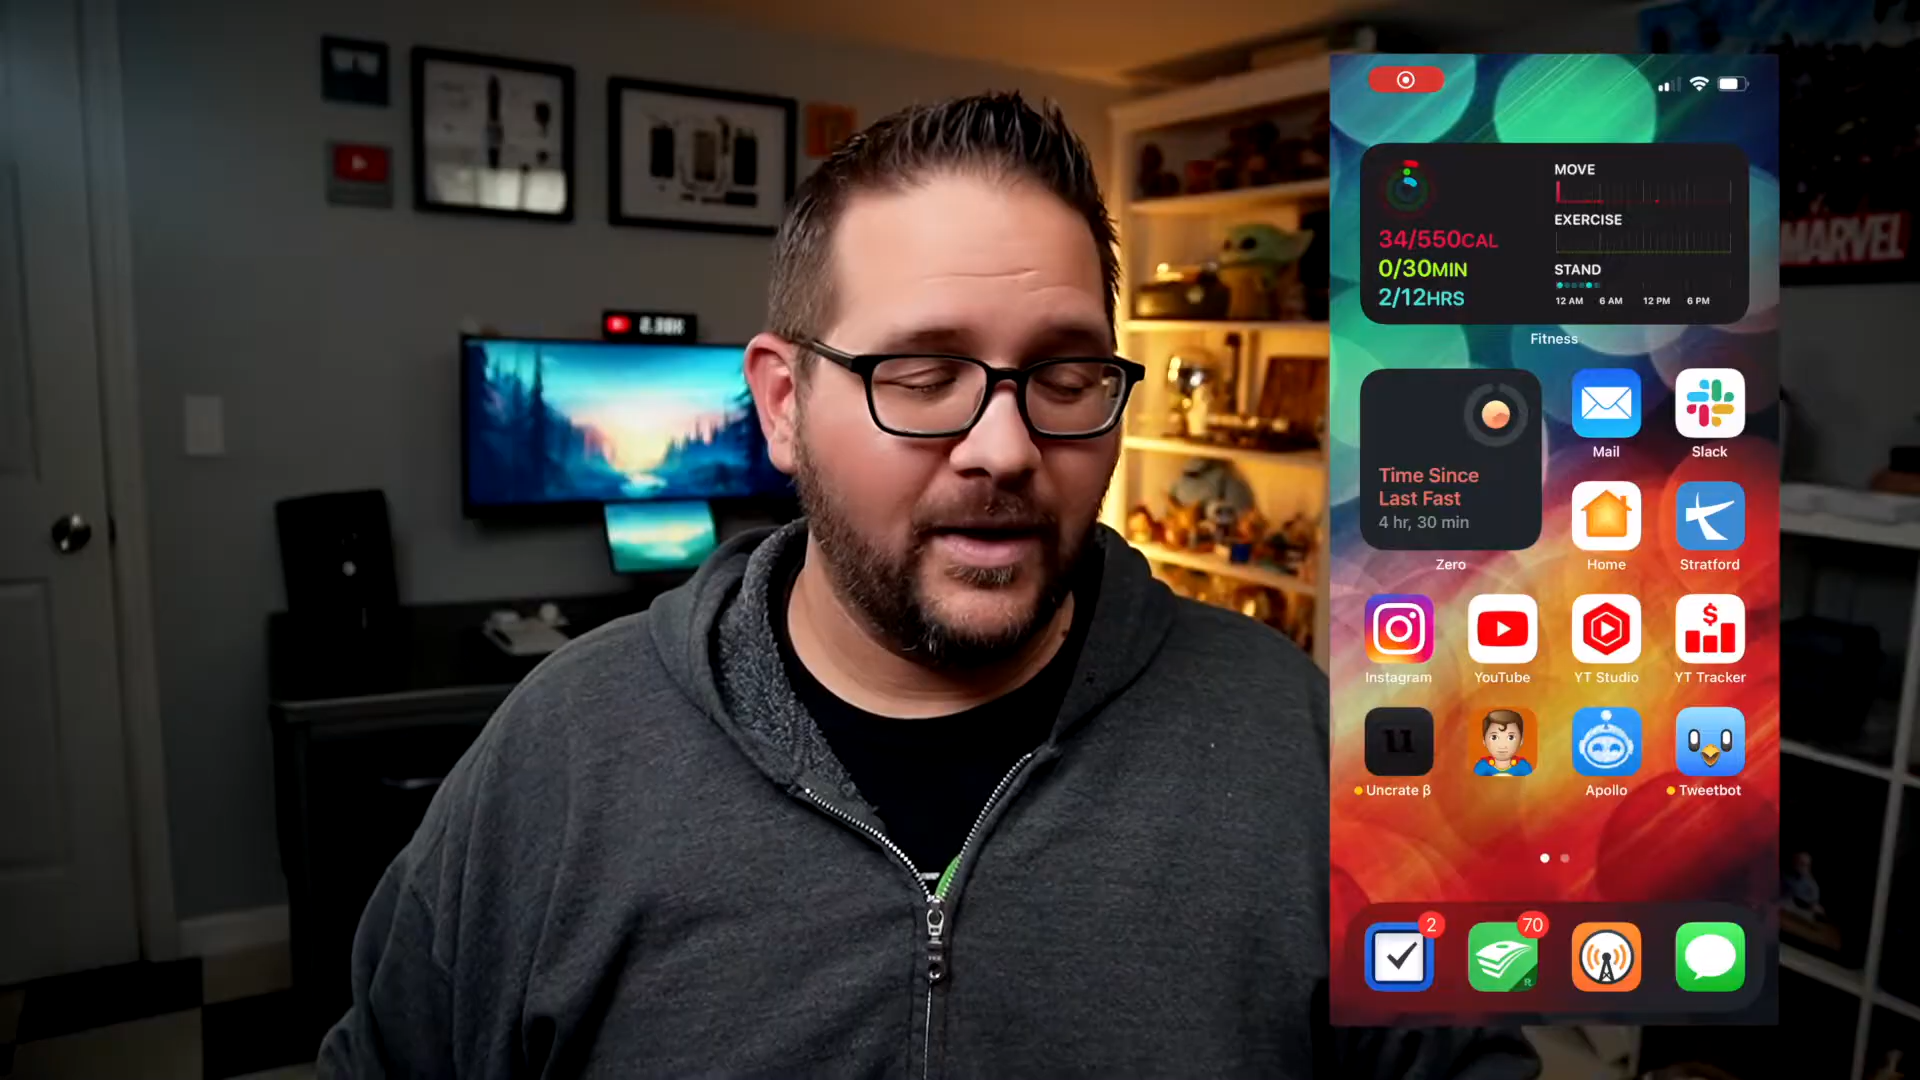 MOVE
34/550CAL
EXERCISE
0/30MIN
STAND
2/12HRS
12 AM 6 AM 12 PM 6 PM
Fitness
Time Since
Last Fast
4 hr, 30 min
Zero
Mail
Slack
Home
Stratford
Instagram
YouTube
YT Studio
YT Tracker
u
Uncrate β
Apollo
Tweetbot
2
70
R
MARVEL